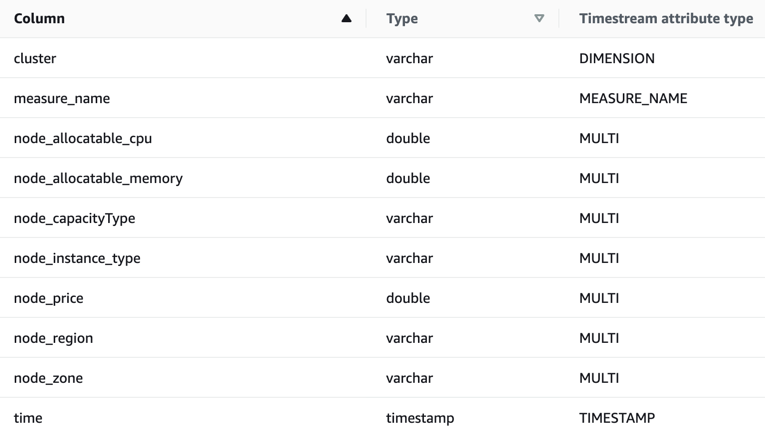 Column Type Timestream attribute type
cluster varchar DIMENSION
measure_name varchar MEASURE_NAME
node_allocatable_cpu double MULTI
node_allocatable_memory double MULTI
node_capacityType varchar MULTI
node_instance_type varchar MULTI
node_price double MULTI
node_region varchar MULTI
node_zone varchar MULTI
time timestamp TIMESTAMP